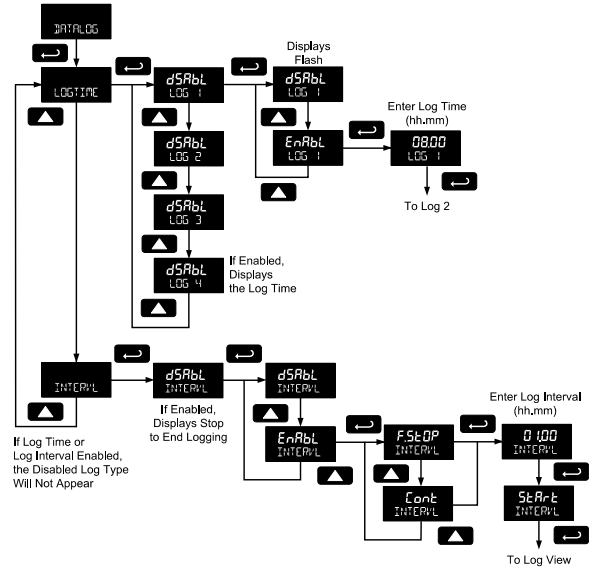 DATALOG
LOGTIME
dSAbL
LOG 1
dSAbL
LOG 2
dSAbL
LOG 3
dSAbL
LOG 4
If Enabled,
Displays
the Log Time
Displays
Flash
dSAbL
LOG 1
EnAbL
LOG 1
Enter Log Time
(hh.mm)
08.00
LOG 1
To Log 2
INTERVL
If Log Time or
Log Interval Enabled,
the Disabled Log Type
Will Not Appear
dSAbL
INTERVL
If Enabled,
Displays Stop
to End Logging
dSAbL
INTERVL
EnAbL
INTERVL
F.StOP
INTERVL
Cont
INTERVL
Enter Log Interval
(hh.mm)
01.00
INTERVL
StArt
INTERVL
To Log View